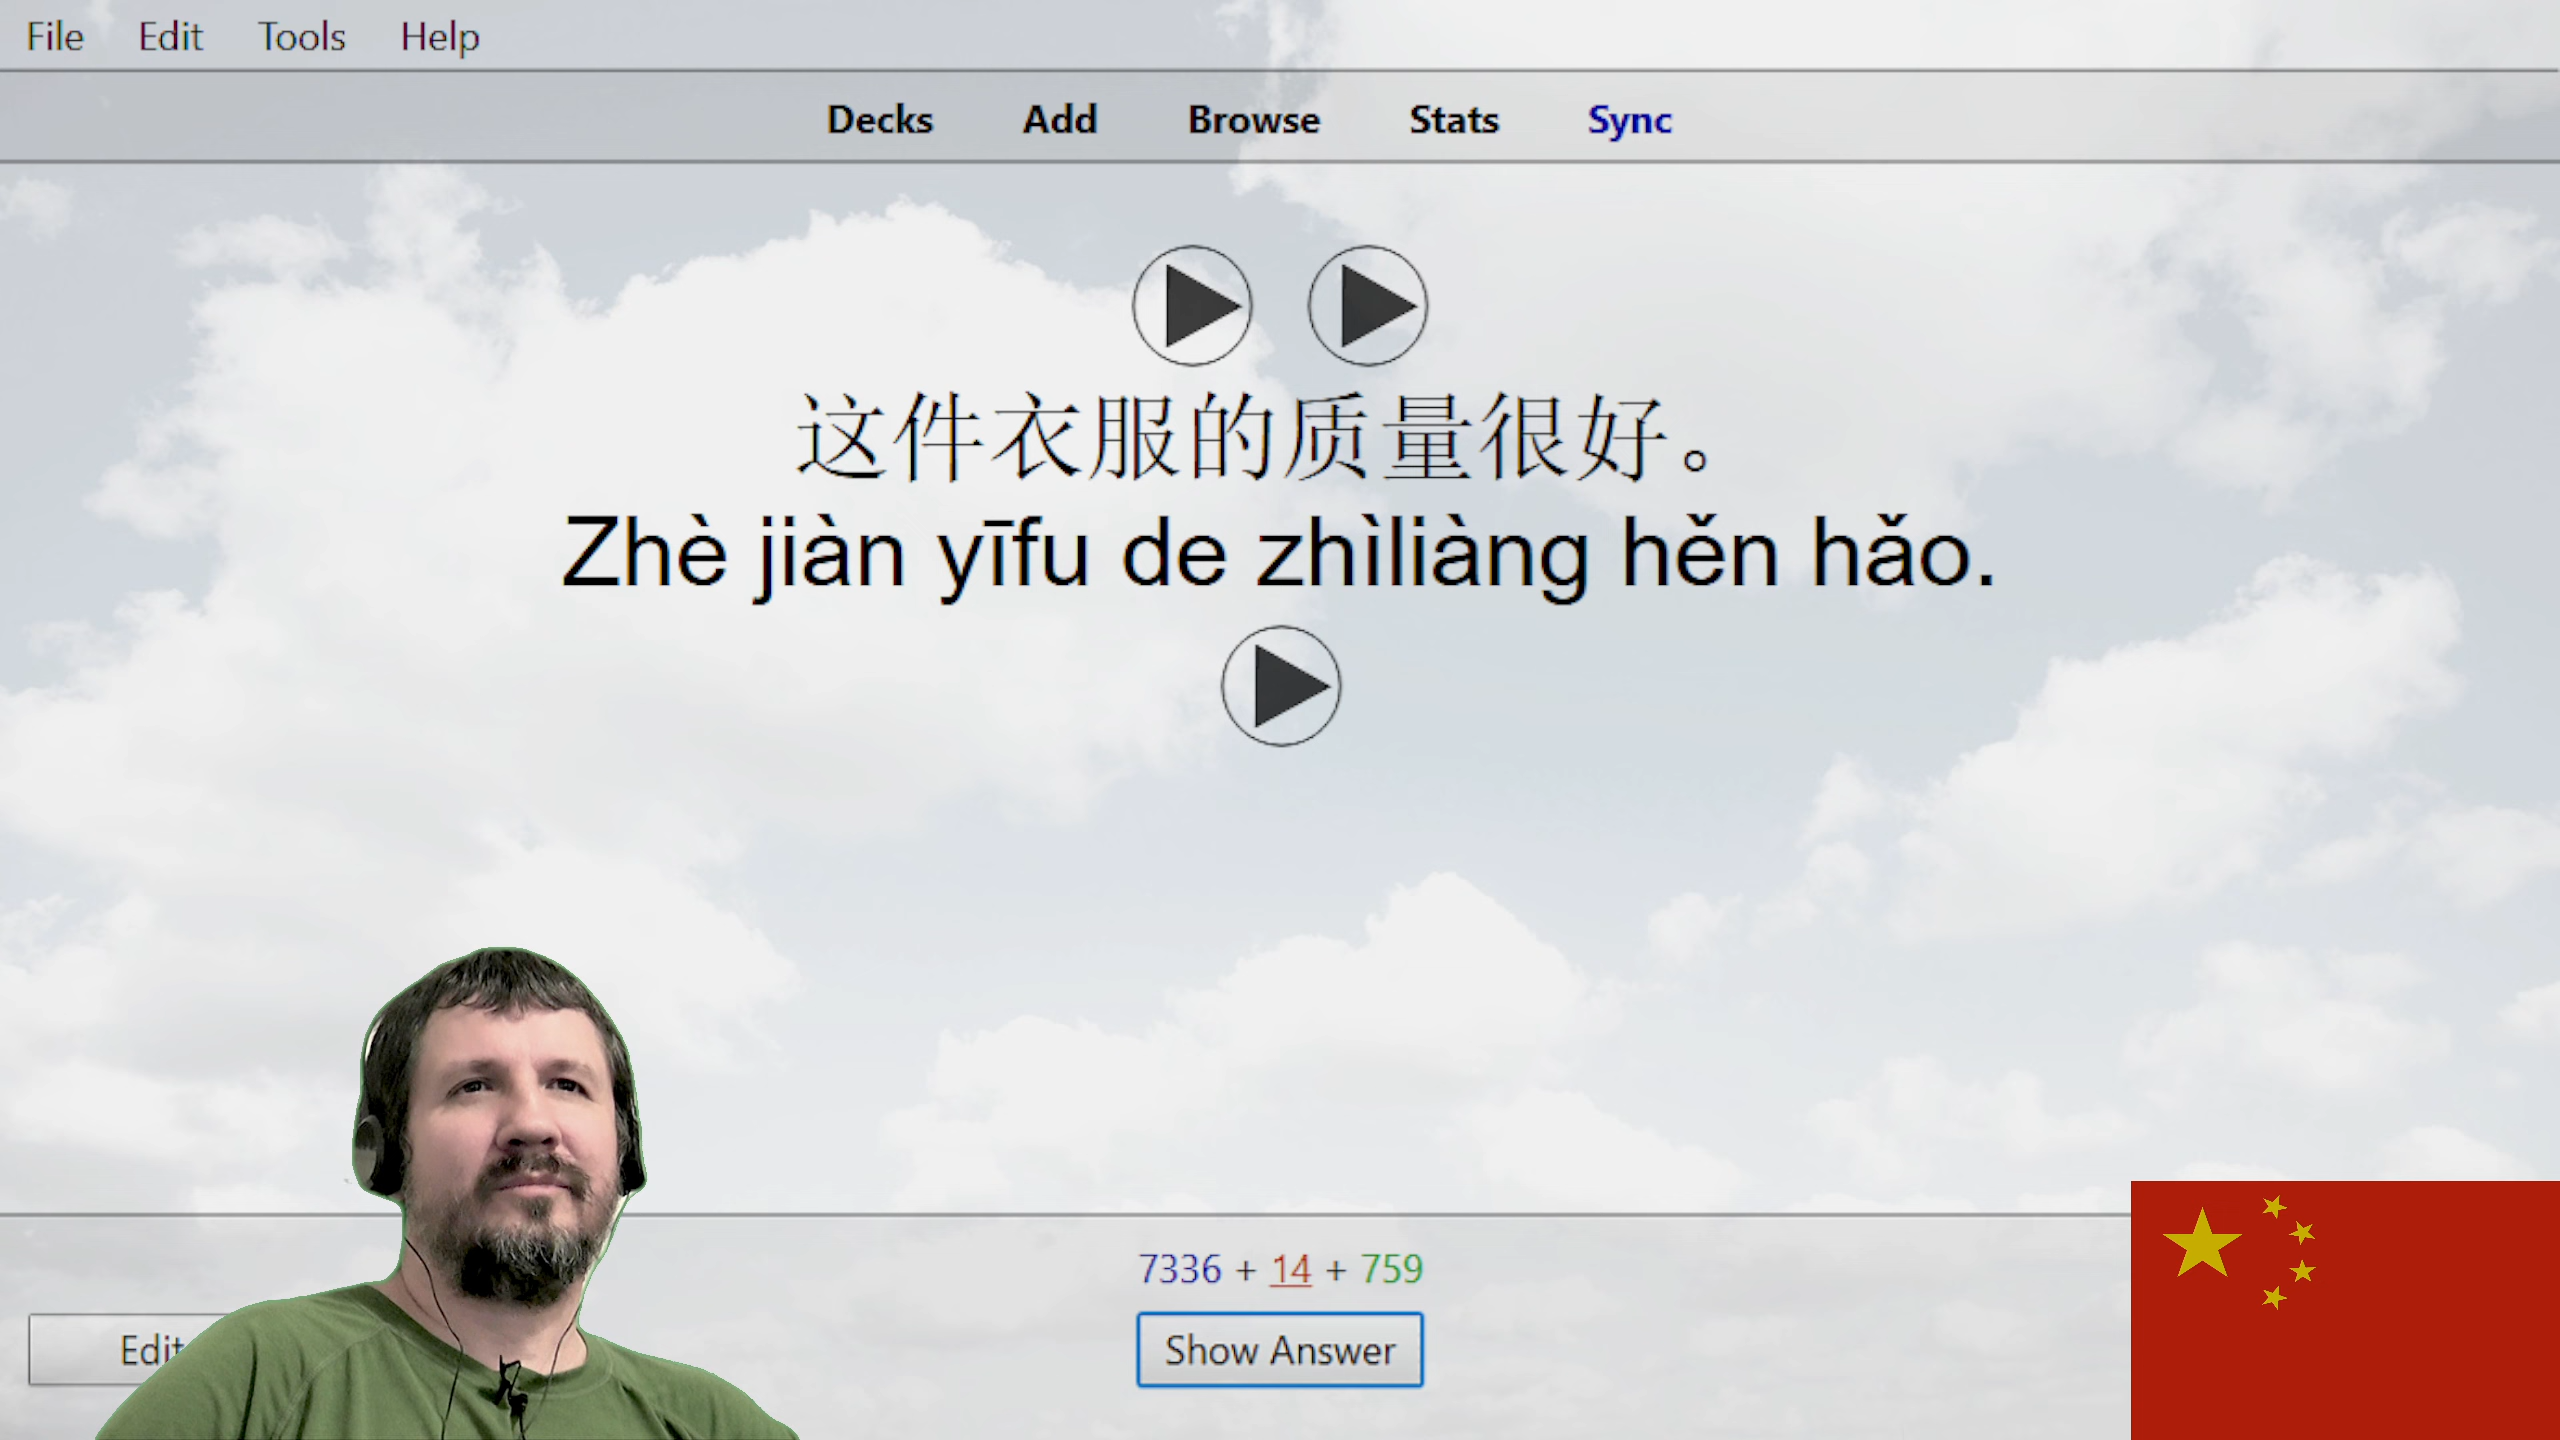 File Edit Tools Help
Decks Add Browse Stats Sync
这件衣服的质量很好。
Zhè jiàn yīfu de zhìliàng hěn hǎo.
7336 + 14 + 759
Edit Show Answer